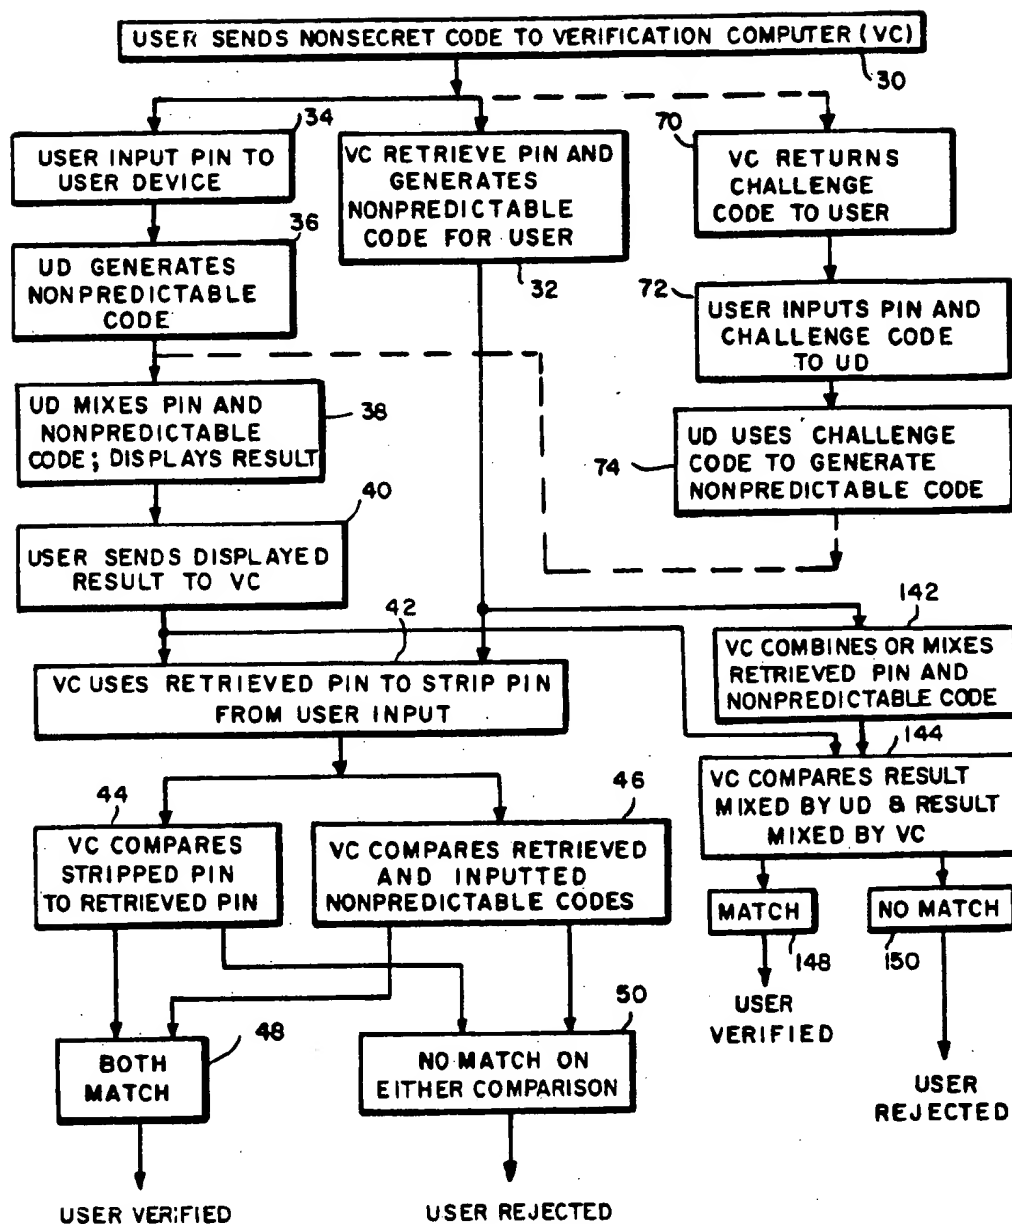 USER SENDS NONSECRET CODE TO VERIFICATION COMPUTER (VC)
30
34
USER INPUT PIN TO
USER DEVICE
VC RETRIEVE PIN AND
GENERATES
NONPREDICTABLE
CODE FOR USER
32
70
VC RETURNS
CHALLENGE
CODE TO USER
36
UD GENERATES
NONPREDICTABLE
CODE
72
USER INPUTS PIN AND
CHALLENGE CODE
TO UD
UD MIXES PIN AND
NONPREDICTABLE
CODE; DISPLAYS RESULT
38
74
UD USES CHALLENGE
CODE TO GENERATE
NONPREDICTABLE CODE
40
USER SENDS DISPLAYED
RESULT TO VC
42
VC USES RETRIEVED PIN TO STRIP PIN
FROM USER INPUT
142
VC COMBINES OR MIXES
RETRIEVED PIN AND
NONPREDICTABLE CODE
144
VC COMPARES RESULT
MIXED BY UD & RESULT
MIXED BY VC
44
VC COMPARES
STRIPPED PIN
TO RETRIEVED PIN
46
VC COMPARES RETRIEVED
AND INPUTTED
NONPREDICTABLE CODES
MATCH
148
USER
VERIFIED
NO MATCH
150
USER
REJECTED
48
BOTH
MATCH
50
NO MATCH ON
EITHER COMPARISON
USER VERIFIED
USER REJECTED